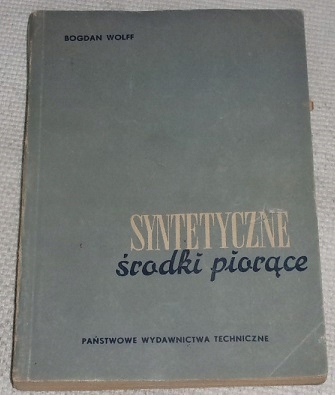 BOGDAN WOLFF
SYNTETYCZNE
środki piorące
PAŃSTWOWE WYDAWNICTWA TECHNICZNE